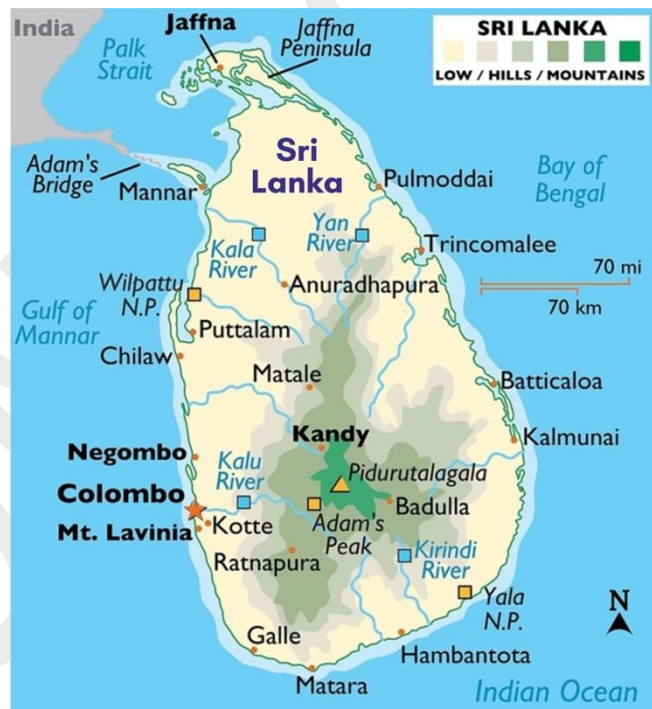 India
Palk
Strait
Jaffna
Jaffna
Peninsula
SRI LANKA
LOW / HILLS / MOUNTAINS
Adam's
Bridge
Mannar
Sri
Lanka
Pulmoddai
Bay of
Bengal
Kala
River
Yan
River
Trincomalee
Wilpattu
N.P.
Anuradhapura
70 mi
70 km
Gulf of
Mannar
Puttalam
Chilaw
Matale
Batticaloa
Negombo
Kandy
Kalmunai
Kalu
River
Pidurutalagala
Colombo
Badulla
Mt. Lavinia
Kotte
Adam's
Peak
Ratnapura
Kirindi
River
Yala
N.P.
N
Galle
Hambantota
Matara
Indian Ocean